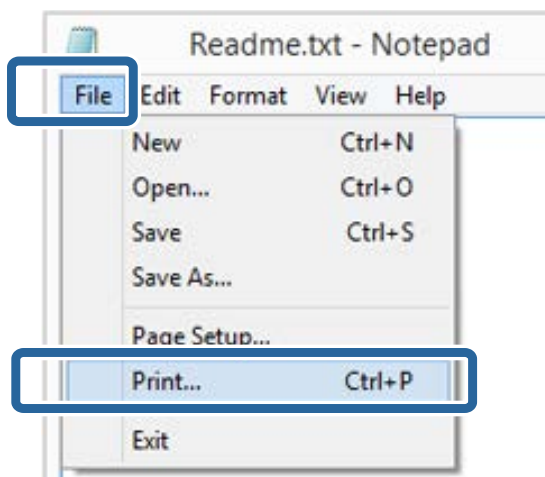 Readme.txt - Notepad
File Edit Format View Help
New Ctrl+N
Open... Ctrl+O
Save Ctrl+S
Save As...
Page Setup...
Print... Ctrl+P
Exit